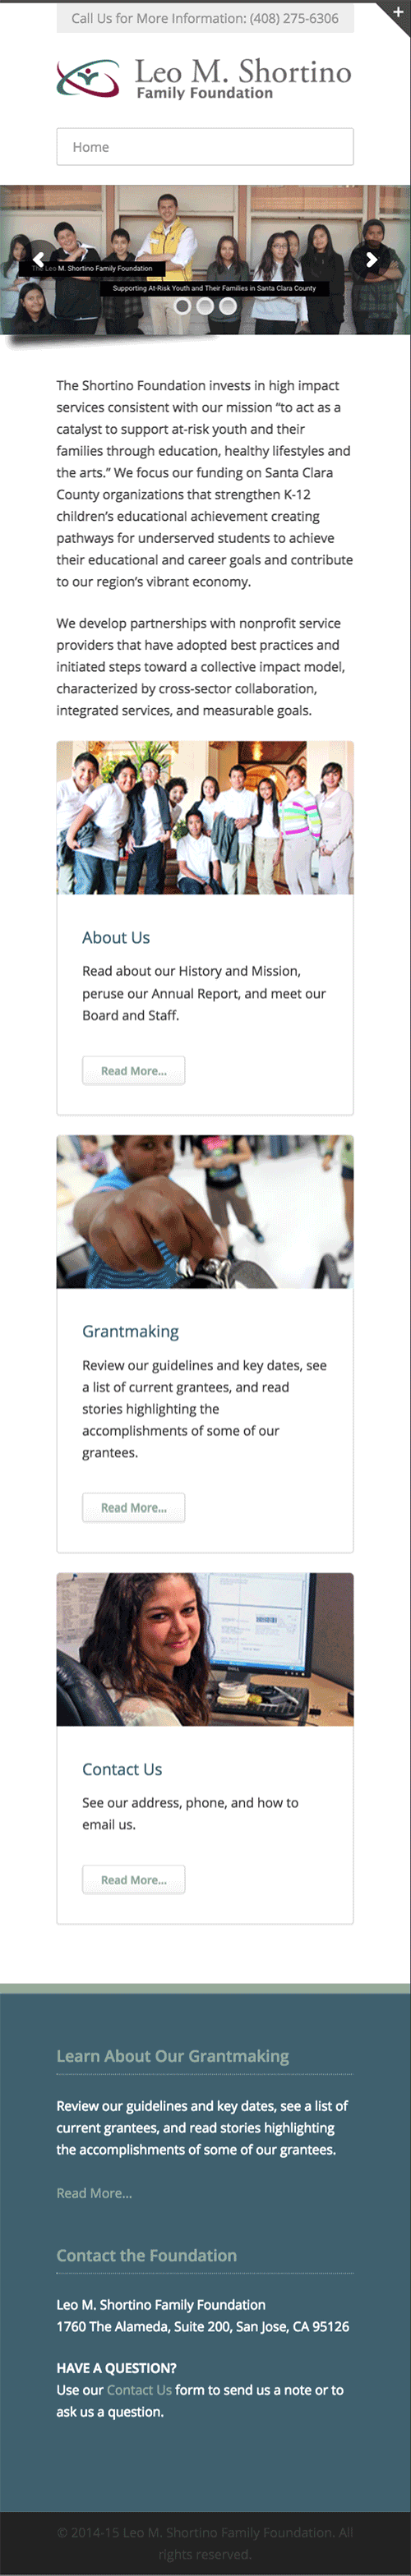 Call Us for More Information: (408) 275-6306
+
Leo M. Shortino
Family Foundation
Home
The Leo M. Shortino Family Foundation
Supporting At-Risk Youth and Their Families in Santa Clara County
The Shortino Foundation invests in high impact
services consistent with our mission “to act as a
catalyst to support at-risk youth and their
families through education, healthy lifestyles and
the arts.” We focus our funding on Santa Clara
County organizations that strengthen K-12
children’s educational achievement creating
pathways for underserved students to achieve
their educational and career goals and contribute
to our region’s vibrant economy.
We develop partnerships with nonprofit service
providers that have adopted best practices and
initiated steps toward a collective impact model,
characterized by cross-sector collaboration,
integrated services, and measurable goals.
About Us
Read about our History and Mission,
peruse our Annual Report, and meet our
Board and Staff.
Read More...
Grantmaking
Review our guidelines and key dates, see
a list of current grantees, and read
stories highlighting the
accomplishments of some of our
grantees.
Read More...
DELL
Contact Us
See our address, phone, and how to
email us.
Read More...
Learn About Our Grantmaking
Review our guidelines and key dates, see a list of
current grantees, and read stories highlighting
the accomplishments of some of our grantees.
Read More...
Contact the Foundation
Leo M. Shortino Family Foundation
1760 The Alameda, Suite 200, San Jose, CA 95126
HAVE A QUESTION?
Use our Contact Us form to send us a note or to
ask us a question.
© 2014-15 Leo M. Shortino Family Foundation. All
rights reserved.